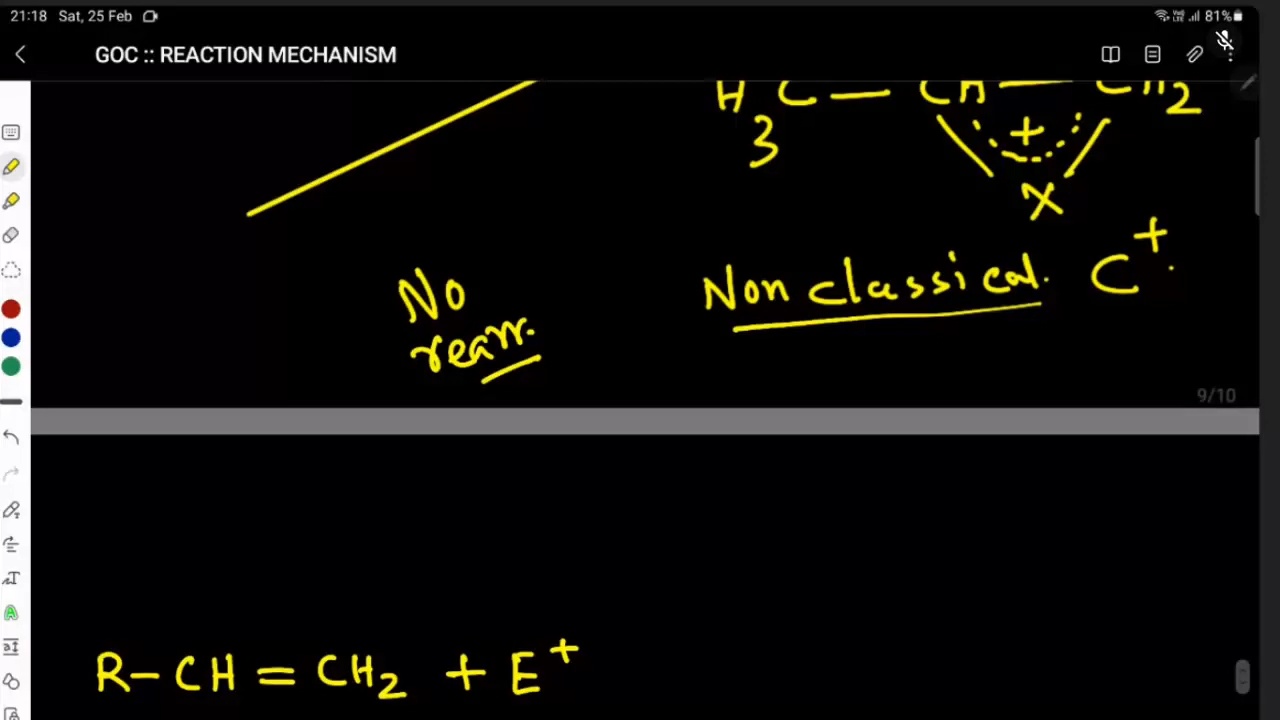 21:18 Sat, 25 Feb
81%
GOC :: REACTION MECHANISM
H3C — CH — CH2
+
X
No
rearr.
Non classical. C+
9/10
R—CH = CH2 + E+